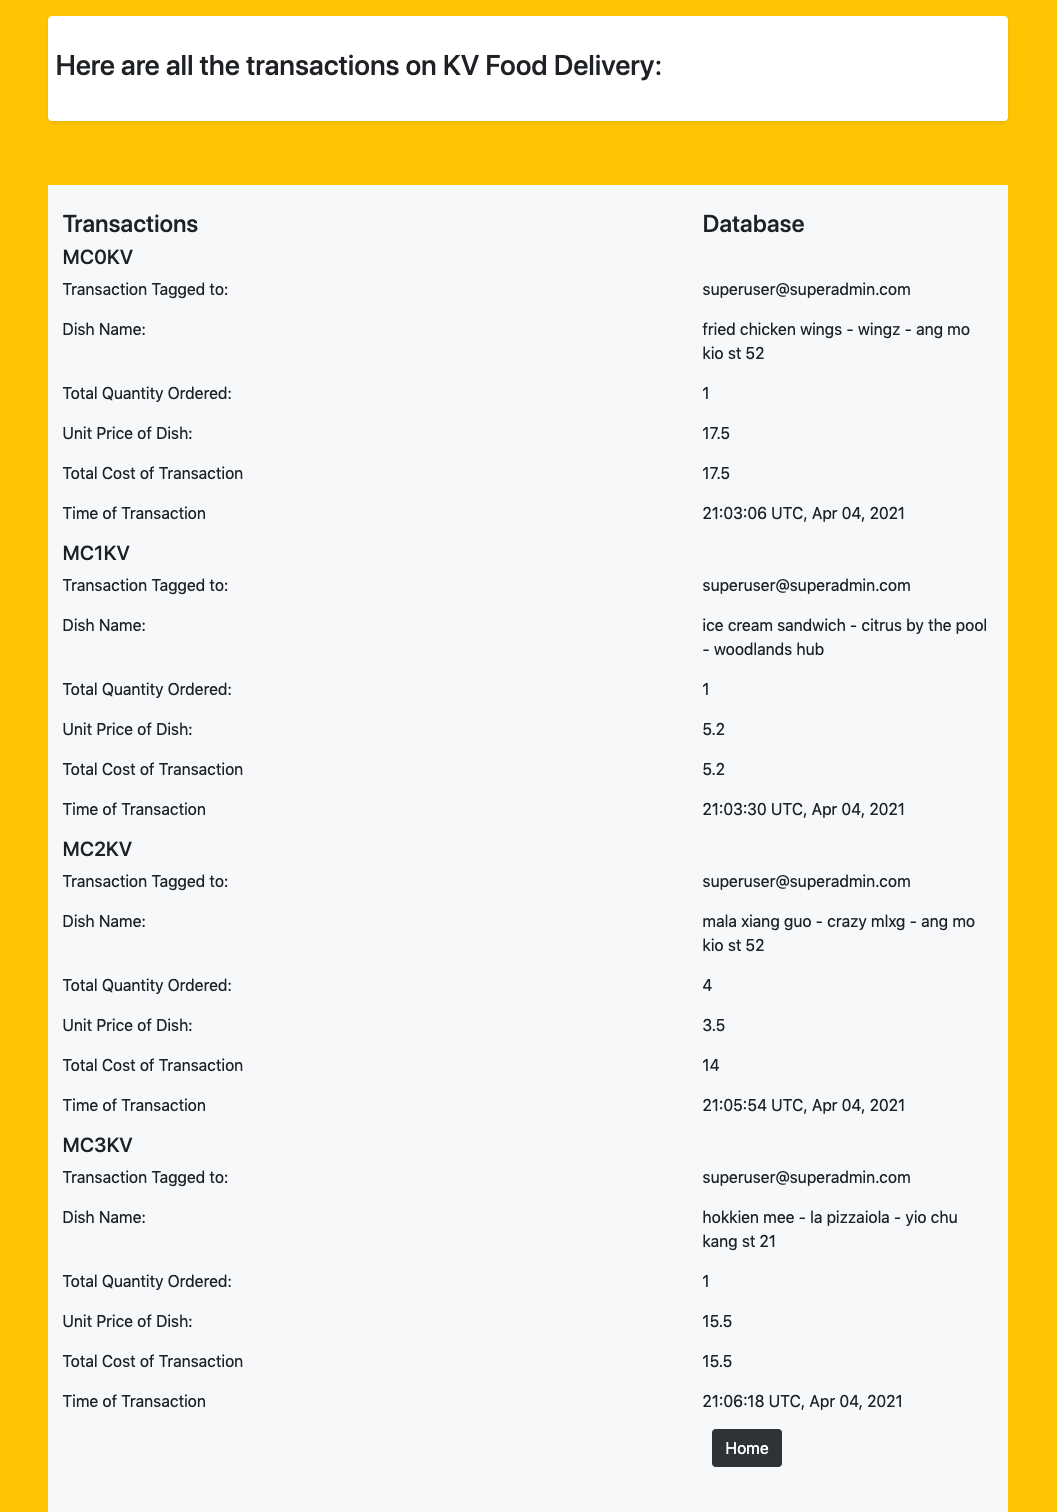 Here are all the transactions on KV Food Delivery:
Transactions Database
MC0KV
Transaction Tagged to: superuser@superadmin.com
Dish Name: fried chicken wings - wingz - ang mo
kio st 52
Total Quantity Ordered: 1
Unit Price of Dish: 17.5
Total Cost of Transaction 17.5
Time of Transaction 21:03:06 UTC, Apr 04, 2021
MC1KV
Transaction Tagged to: superuser@superadmin.com
Dish Name: ice cream sandwich - citrus by the pool
- woodlands hub
Total Quantity Ordered: 1
Unit Price of Dish: 5.2
Total Cost of Transaction 5.2
Time of Transaction 21:03:30 UTC, Apr 04, 2021
MC2KV
Transaction Tagged to: superuser@superadmin.com
Dish Name: mala xiang guo - crazy mlxg - ang mo
kio st 52
Total Quantity Ordered: 4
Unit Price of Dish: 3.5
Total Cost of Transaction 14
Time of Transaction 21:05:54 UTC, Apr 04, 2021
MC3KV
Transaction Tagged to: superuser@superadmin.com
Dish Name: hokkien mee - la pizzaiola - yio chu
kang st 21
Total Quantity Ordered: 1
Unit Price of Dish: 15.5
Total Cost of Transaction 15.5
Time of Transaction 21:06:18 UTC, Apr 04, 2021
Home